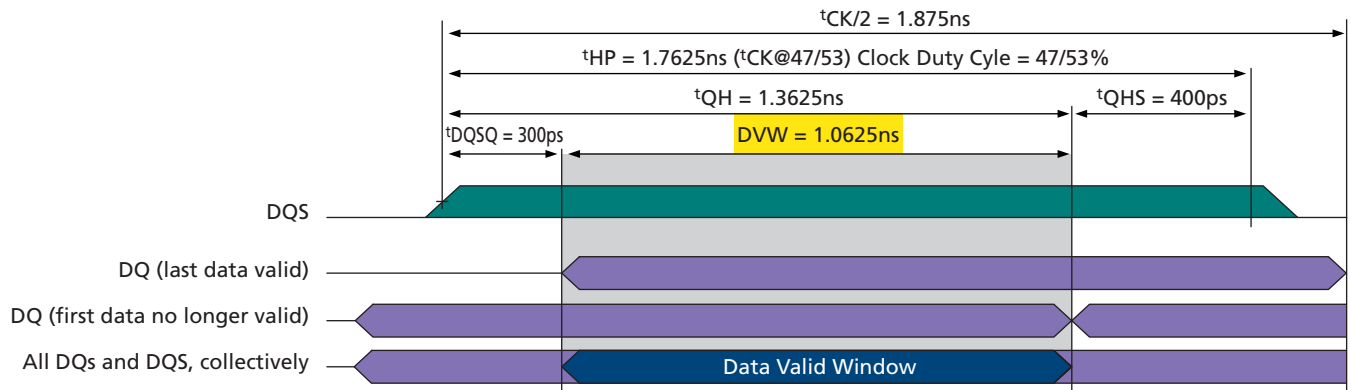 tCK/2 = 1.875ns
tHP = 1.7625ns (tCK@47/53) Clock Duty Cyle = 47/53%
tQH = 1.3625ns
tQHS = 400ps
tDQSQ = 300ps
DVW = 1.0625ns
DQS
DQ (last data valid)
DQ (first data no longer valid)
All DQs and DQS, collectively
Data Valid Window